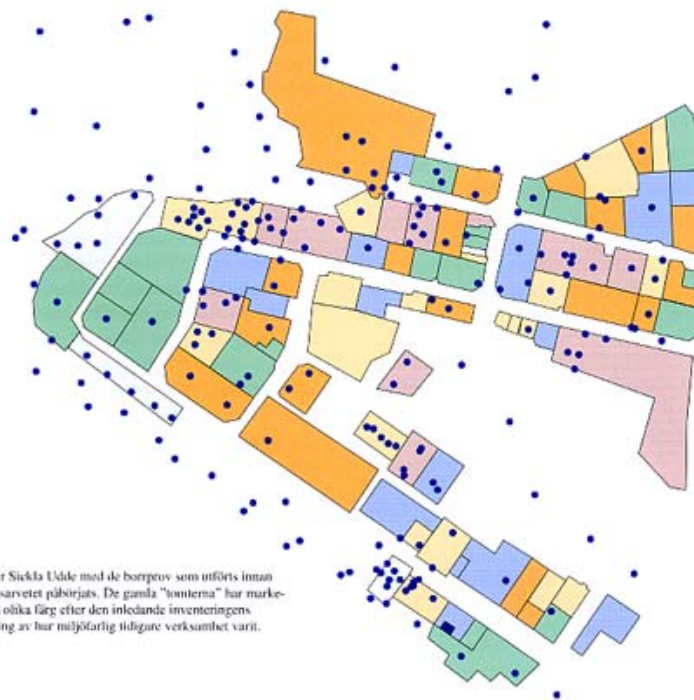 r Sickla Udde med de borrprov som utförts innan
sarvetet påbörjats. De gamla "tomterna" har marke-
olika färg efter den inledande inventeringens
ing av hur miljöfarlig tidigare verksamhet varit.